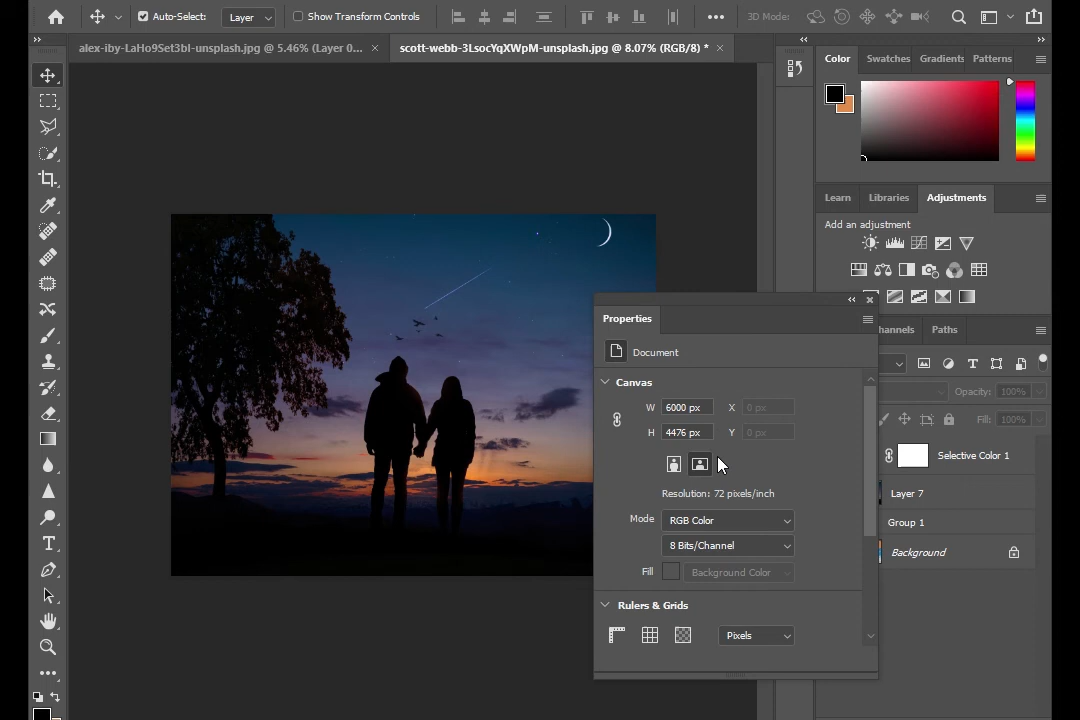 Auto-Select: Layer Show Transform Controls 3D Mode:
alex-iby-LaHo9Set3bI-unsplash.jpg @ 5.46% (Layer 0...
scott-webb-3LsocYqXWpM-unsplash.jpg @ 8.07% (RGB/8) *
Color Swatches Gradients Patterns
Learn Libraries Adjustments
Add an adjustment
Properties
Document
Canvas
W 6000 px X 0 px
H 4476 px Y 0 px
Resolution: 72 pixels/inch
Mode RGB Color
8 Bits/Channel
Fill Background Color
Rulers & Grids
Pixels
hannels Paths
Opacity: 100%
Fill: 100%
Selective Color 1
Layer 7
Group 1
Background